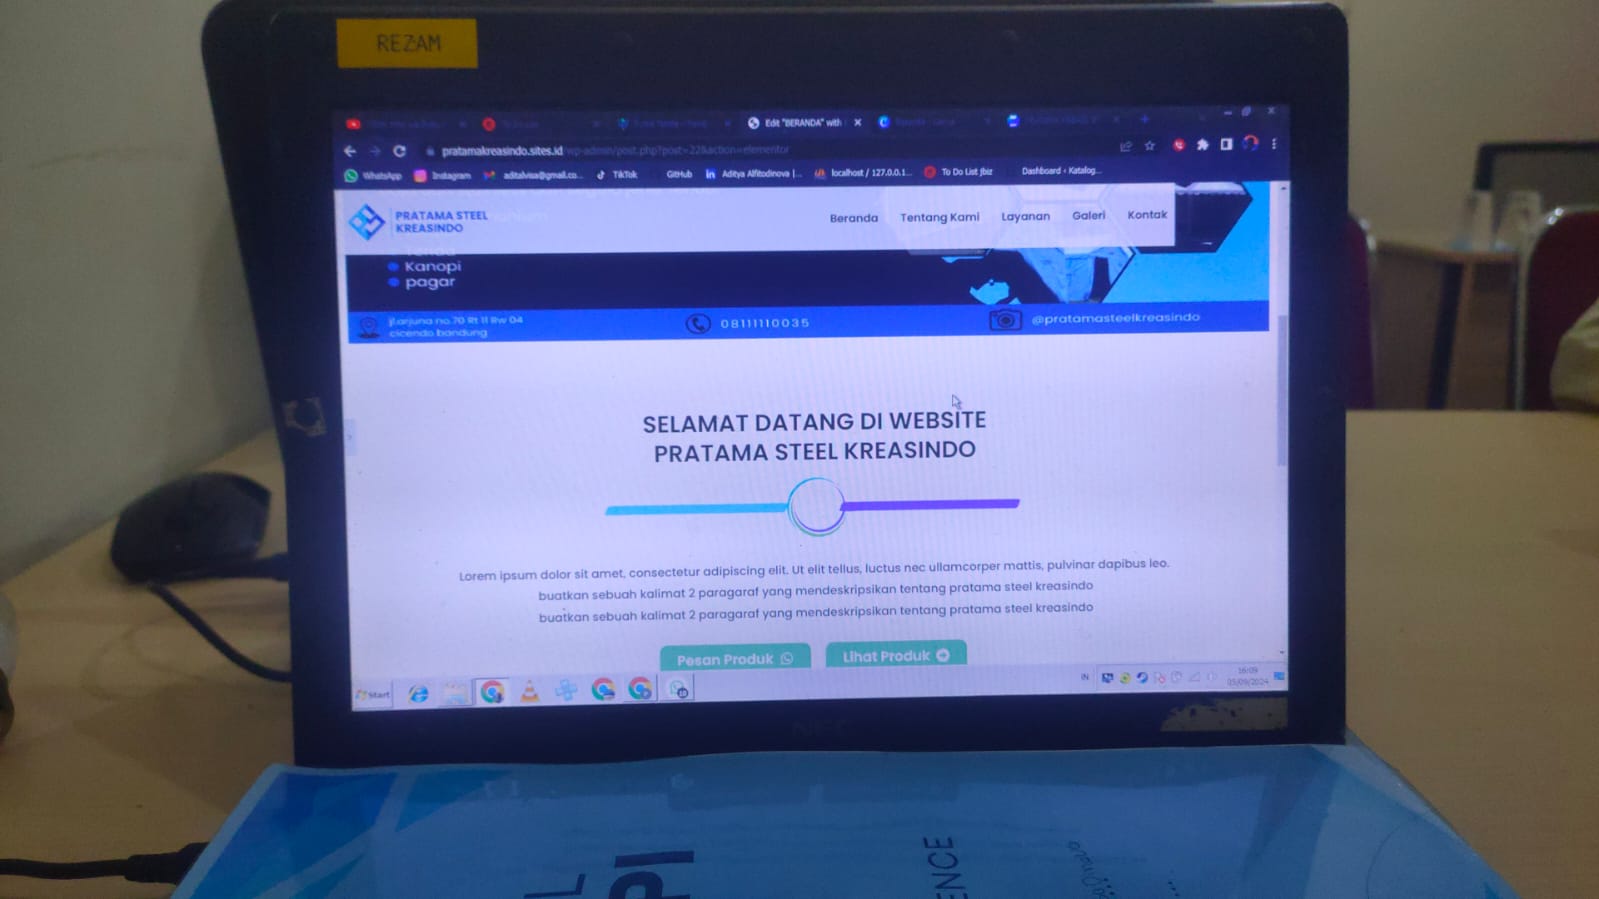 REZAM
Edit "BERANDA" with
pratamakreasindo.sites.id/wp-admin/post.php?post=22&action=elementor
WhatsApp Instagram aditalvisa@gmail.co... TikTok GitHub Aditya Alfitodinova |... localhost / 127.0.0.1... To Do List Jbiz Dashboard ‹ Katalog...
PRATAMA STEEL
KREASINDO
Beranda Tentang Kami Layanan Galeri Kontak
Kanopi
pagar
jl.arjuna no.70 Rt 11 Rw 04
cicendo bandung
08111110035
@pratamasteelkreasindo
SELAMAT DATANG DI WEBSITE
PRATAMA STEEL KREASINDO
Lorem ipsum dolor sit amet, consectetur adipiscing elit. Ut elit tellus, luctus nec ullamcorper mattis, pulvinar dapibus leo.
buatkan sebuah kalimat 2 paragaraf yang mendeskripsikan tentang pratama steel kreasindo
buatkan sebuah kalimat 2 paragaraf yang mendeskripsikan tentang pratama steel kreasindo
Pesan Produk Lihat Produk
Start
IN
16:09
05/09/2024
NEC
ENCE